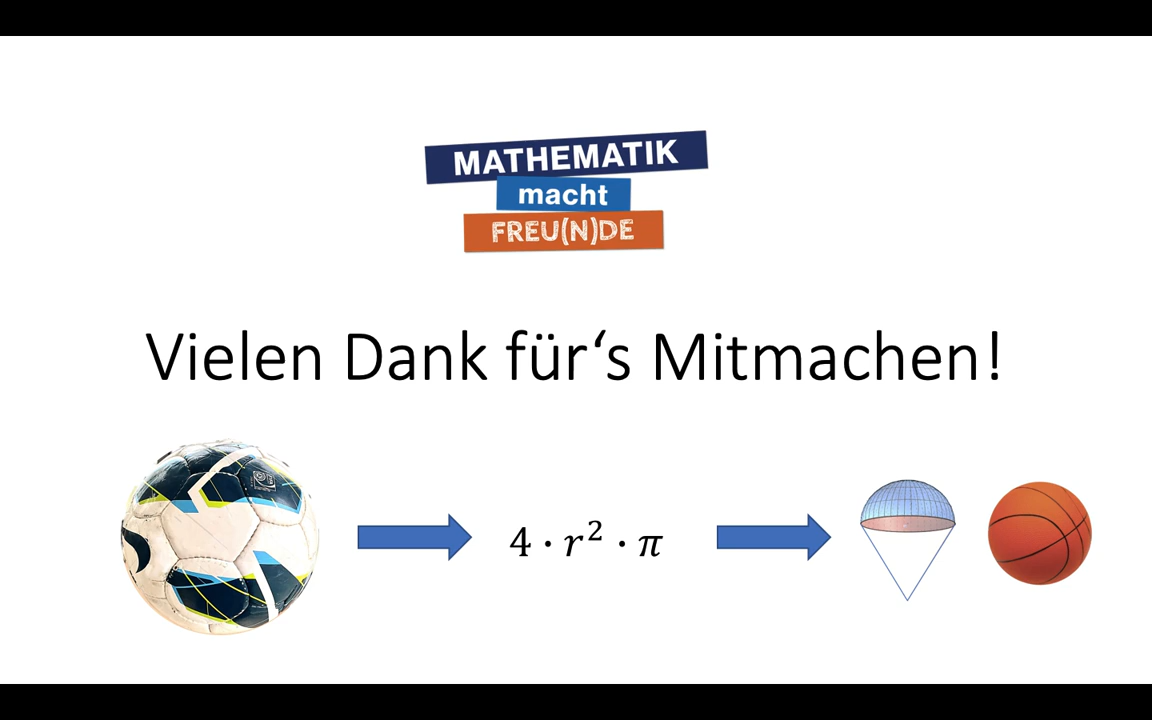 MATHEMATIK
macht
FREU(N)DE
Vielen Dank für‘s Mitmachen!
4 · r² · π